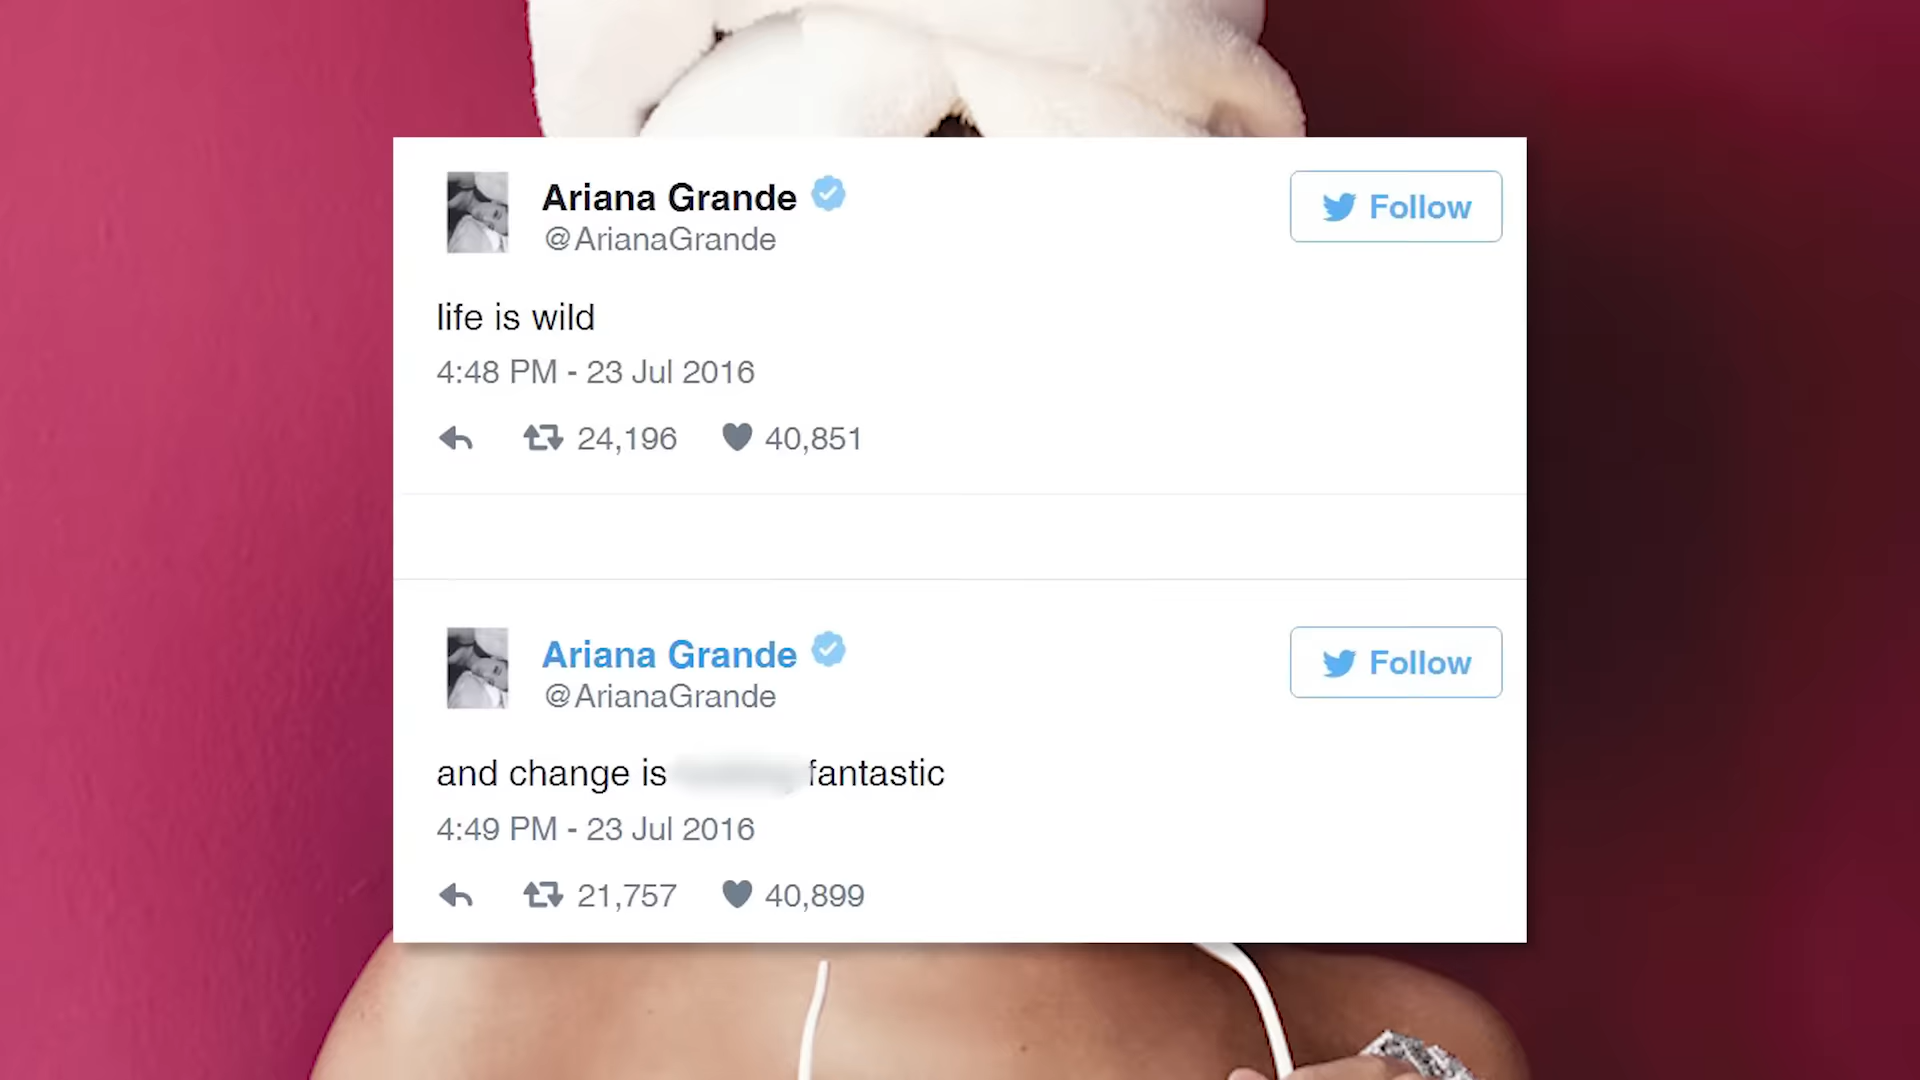 Ariana Grande
@ArianaGrande
Follow
life is wild
4:48 PM - 23 Jul 2016
24,196 40,851
Ariana Grande
@ArianaGrande
Follow
and change is fantastic
4:49 PM - 23 Jul 2016
21,757 40,899